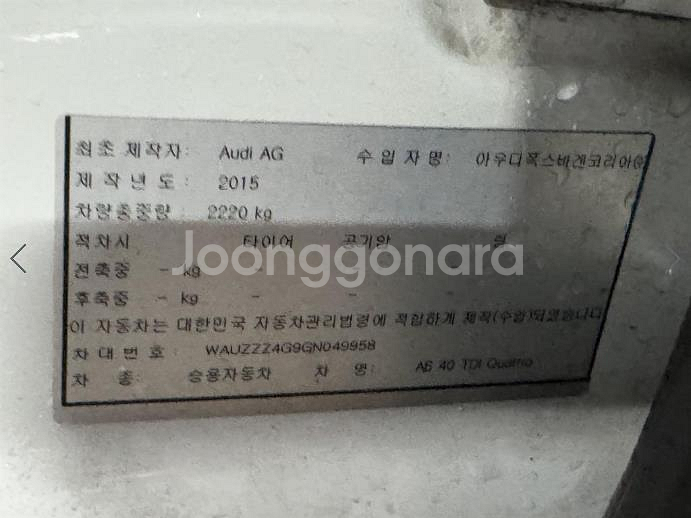 최초 제작자: Audi AG 수입자명: 아우디폭스바겐코리아㈜
제작년도: 2015
차량총중량: 2220 kg
적차시 타이어 공기압 림
Joonggonara
전축중 - kg - - -
후축중 - kg - - -
이 자동차는 대한민국 자동차관리법령에 적합하게 제작(수입)되었습니다
차대번호: WAUZZZ4G9GN049958
차 종: 승용자동차 차 명: A6 40 TDI Quattro